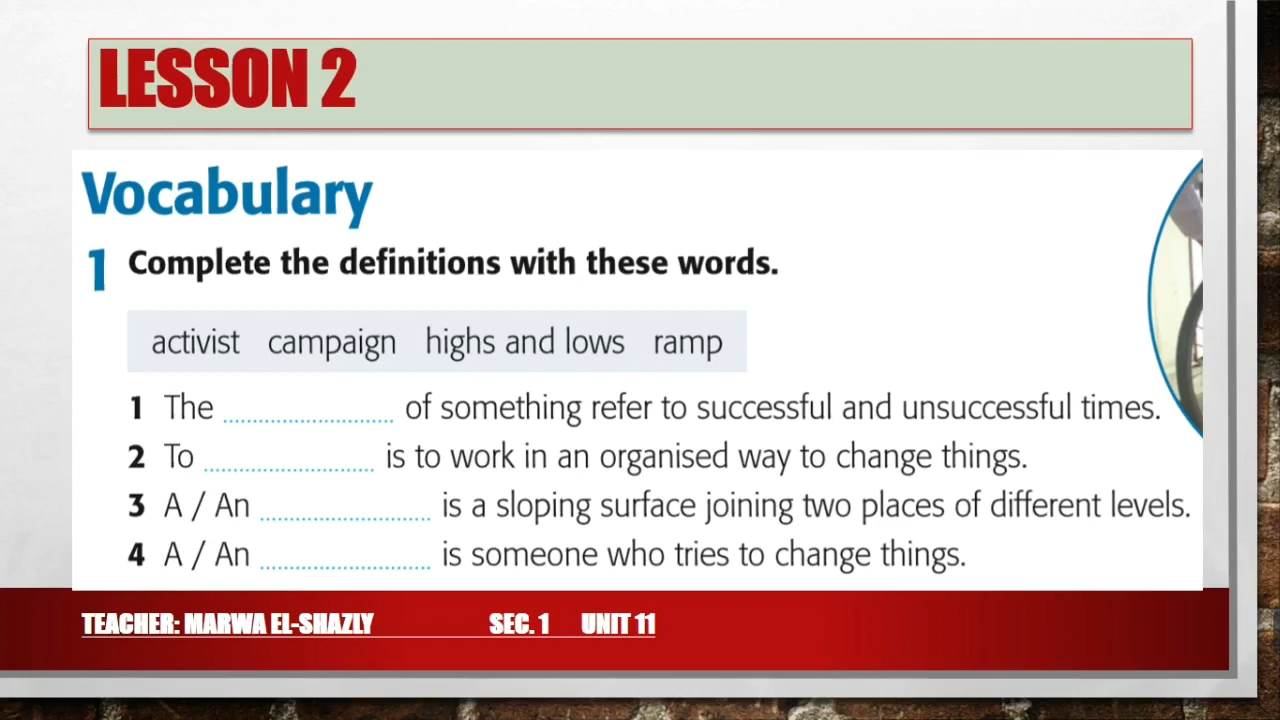 LESSON 2
Vocabulary
1 Complete the definitions with these words.
activist campaign highs and lows ramp
1 The .............................. of something refer to successful and unsuccessful times.
2 To .............................. is to work in an organised way to change things.
3 A / An .............................. is a sloping surface joining two places of different levels.
4 A / An .............................. is someone who tries to change things.
TEACHER: MARWA EL-SHAZLY SEC. 1 UNIT 11